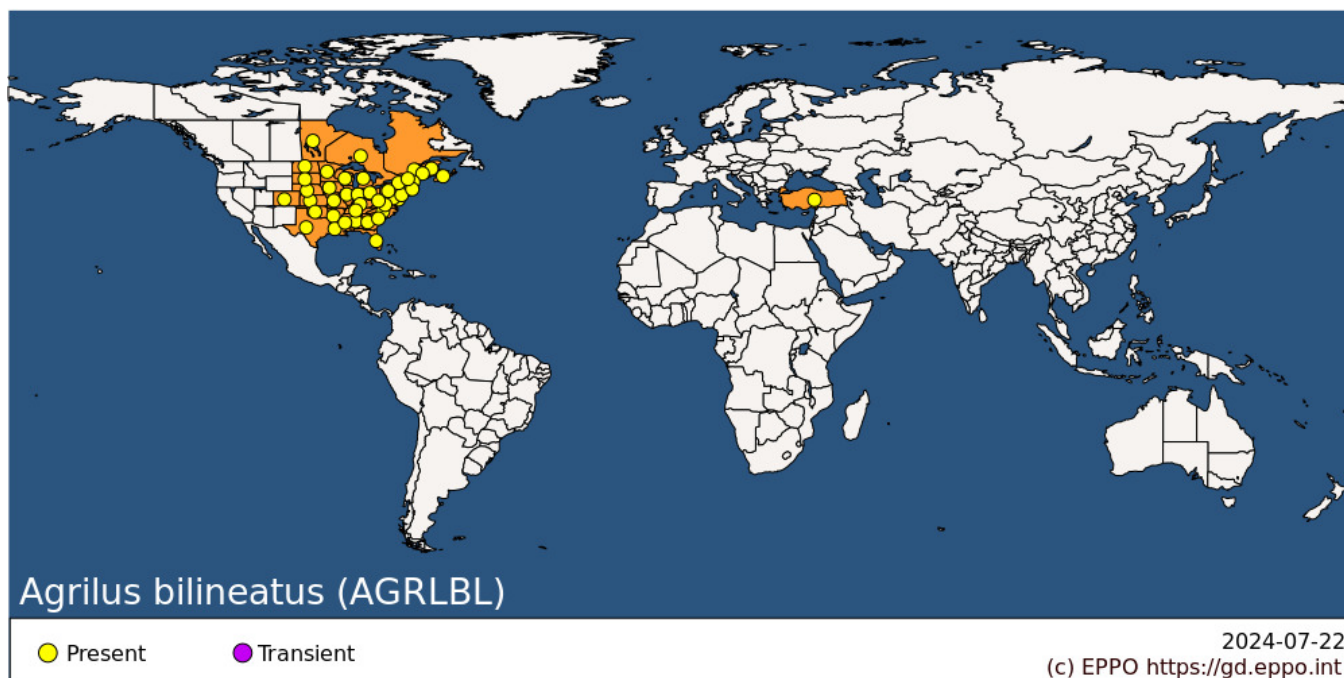 Agrilus bilineatus (AGRLBL)
Present
Transient
2024-07-22
(c) EPPO https://gd.eppo.int